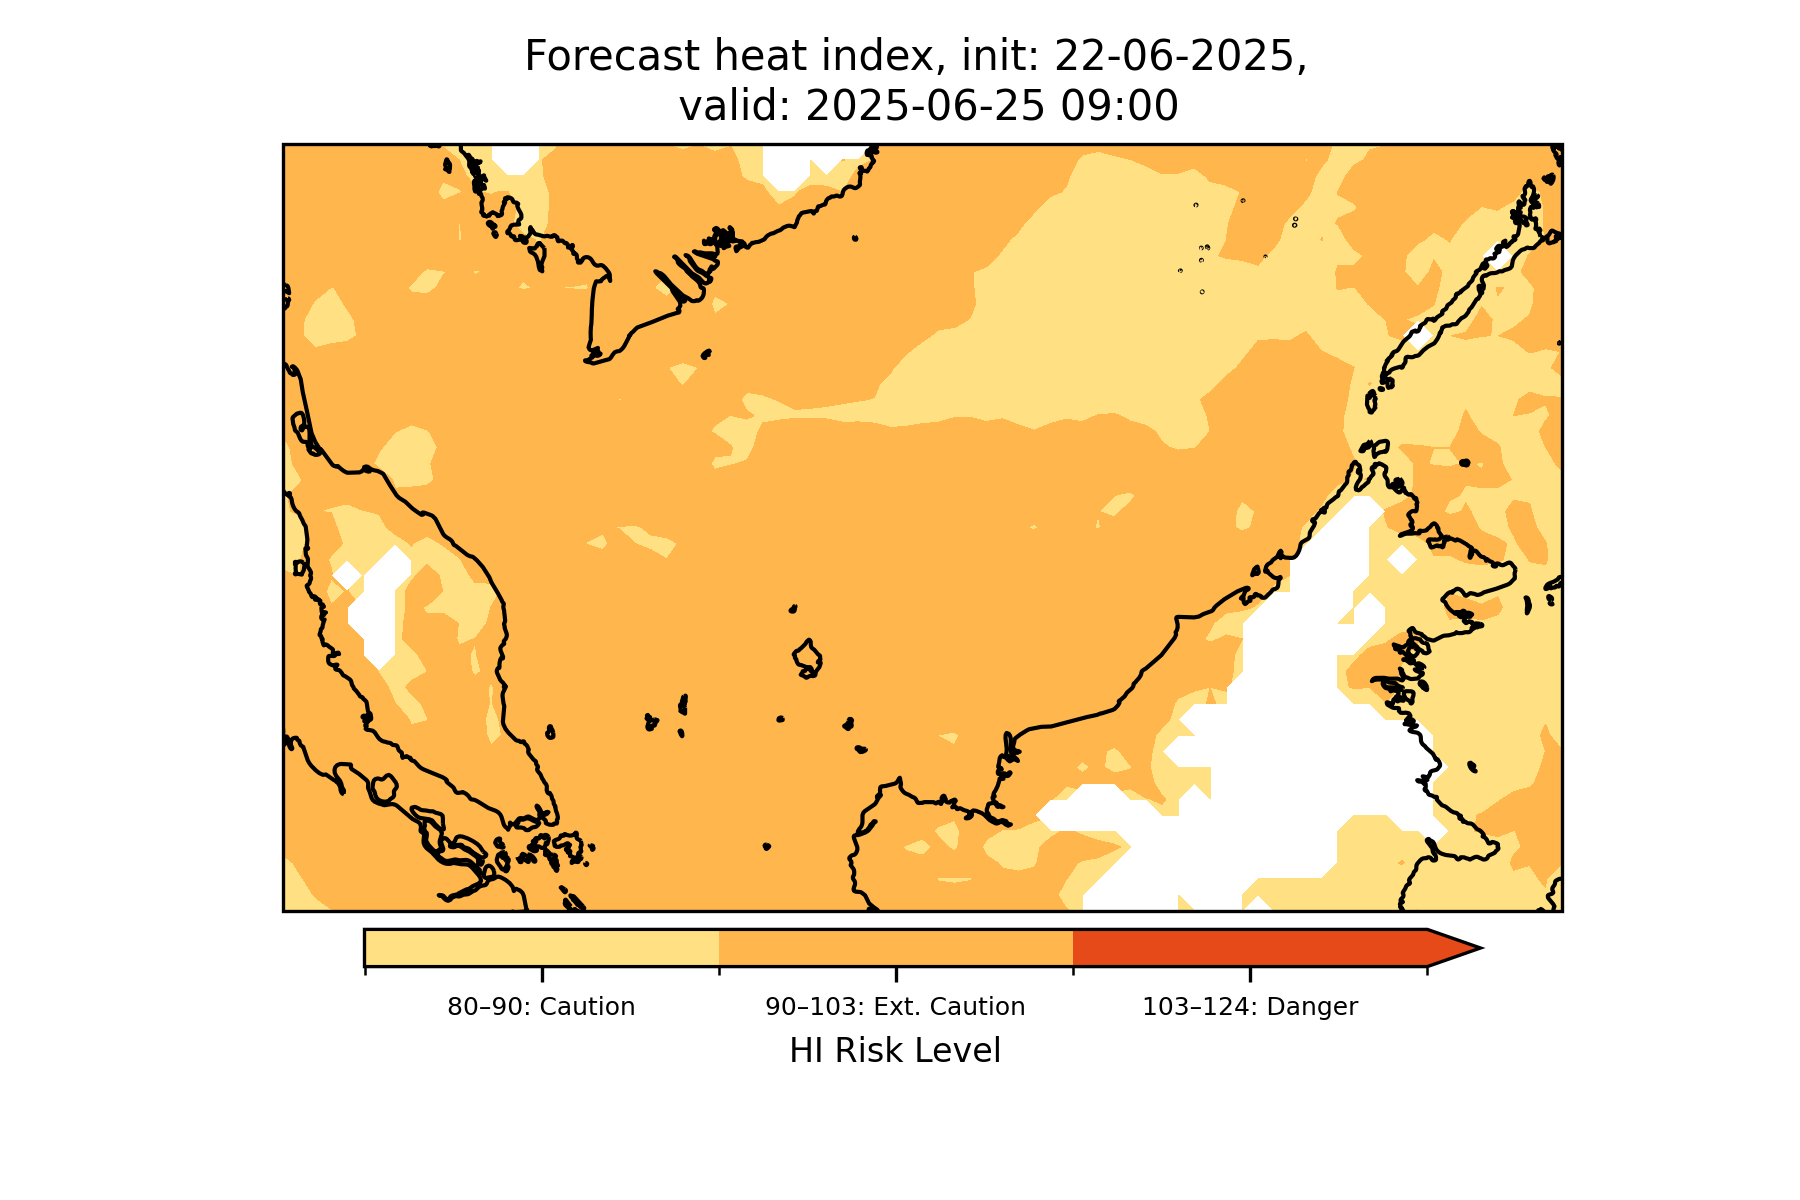 Forecast heat index, init: 22-06-2025,
valid: 2025-06-25 09:00
80–90: Caution
90–103: Ext. Caution
103–124: Danger
HI Risk Level